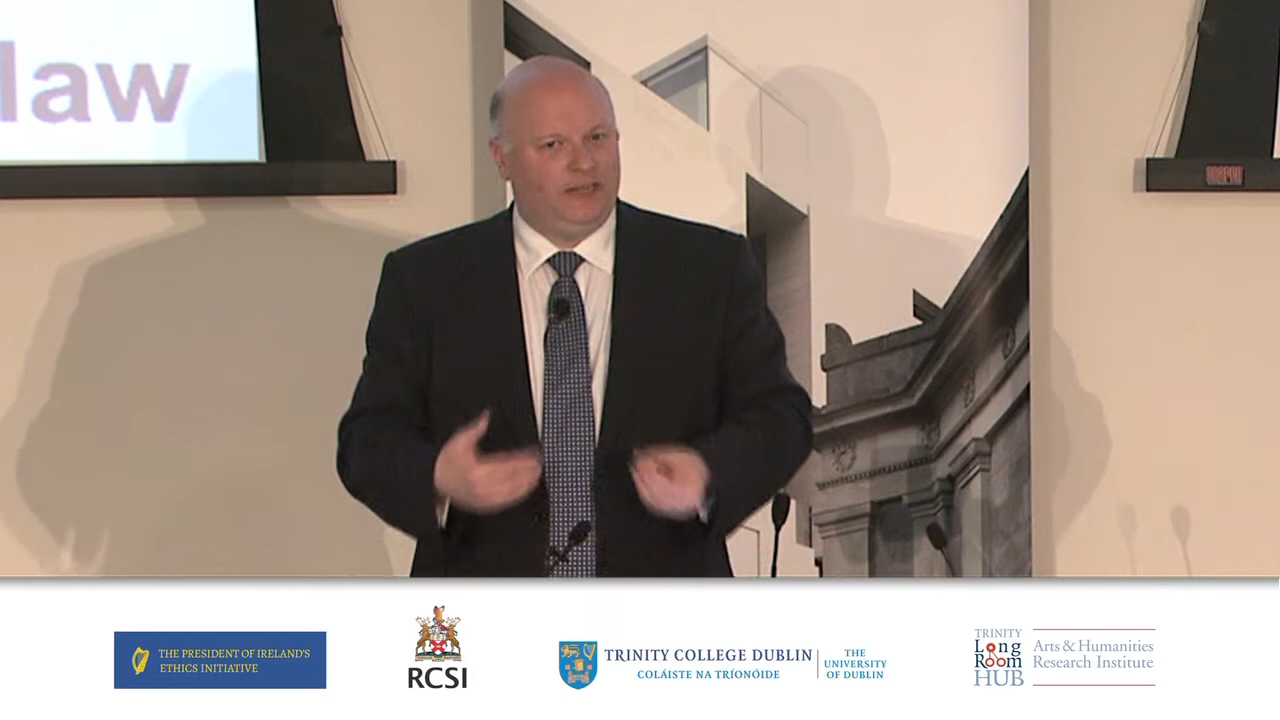 law
THE PRESIDENT OF IRELAND'S
ETHICS INITIATIVE
RCSI
TRINITY COLLEGE DUBLIN
COLÁISTE NA TRÍONÓIDE
THE
UNIVERSITY
OF DUBLIN
TRINITY
LONG
ROOM
HUB
Arts & Humanities
Research Institute